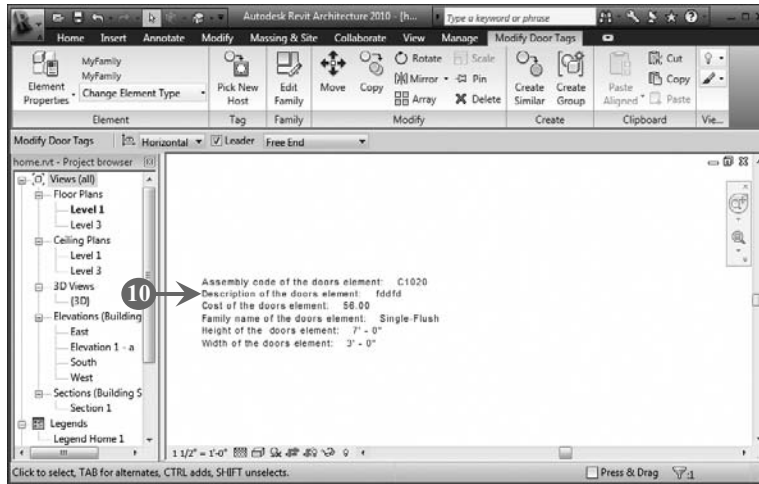 Autodesk Revit Architecture 2010 - [h...
Type a keyword or phrase
Home Insert Annotate Modify Massing & Site Collaborate View Manage Modify Door Tags
MyFamily
MyFamily
Element Properties
Change Element Type
Pick New Host
Edit Family
Move
Copy
Rotate
Scale
Mirror
Pin
Array
Delete
Create Similar
Create Group
Paste Aligned
Cut
Copy
Paste
Element Tag Family Modify Create Clipboard Vie...
Modify Door Tags Horizontal Leader Free End
home.rvt - Project browser
Views (all)
Floor Plans
Level 1
Level 3
Ceiling Plans
Level 1
Level 3
3D Views
{3D}
Elevations (Building
East
Elevation 1 - a
South
West
Sections (Building S
Section 1
Legends
Legend Home 1
10
Assembly code of the doors element: C1020
Description of the doors element: fddfd
Cost of the doors element: 56.00
Family name of the doors element: Single-Flush
Height of the doors element: 7' - 0"
Width of the doors element: 3' - 0"
1 1/2" = 1'-0"
Click to select, TAB for alternates, CTRL adds, SHIFT unselects.
Press & Drag
:1